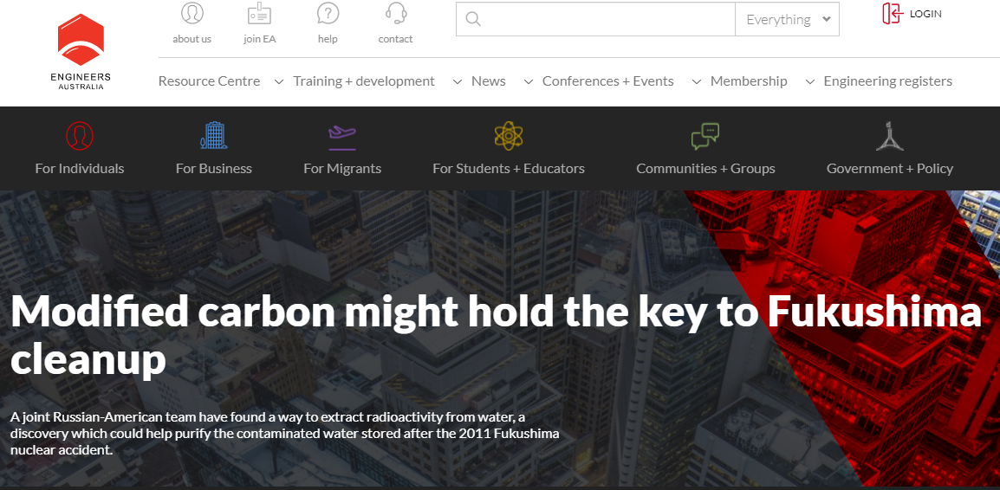 about us
join EA
help
contact
Everything
LOGIN
ENGINEERS
AUSTRALIA
Resource Centre
Training + development
News
Conferences + Events
Membership
Engineering registers
For Individuals
For Business
For Migrants
For Students + Educators
Communities + Groups
Government + Policy
Modified carbon might hold the key to Fukushima
cleanup
A joint Russian-American team have found a way to extract radioactivity from water, a
discovery which could help purify the contaminated water stored after the 2011 Fukushima
nuclear accident.